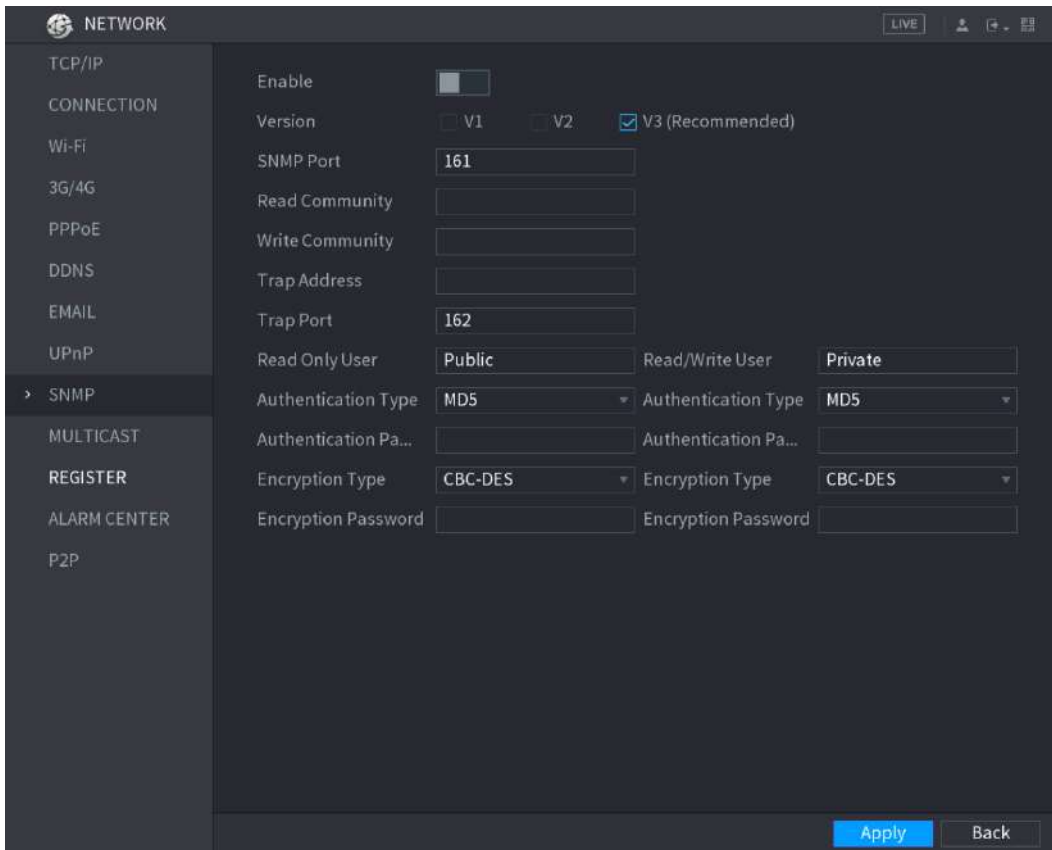 NETWORK
LIVE
TCP/IP
CONNECTION
Wi-Fi
3G/4G
PPPoE
DDNS
EMAIL
UPnP
SNMP
MULTICAST
REGISTER
ALARM CENTER
P2P
Enable
Version V1 V2 V3 (Recommended)
SNMP Port 161
Read Community
Write Community
Trap Address
Trap Port 162
Read Only User Public Read/Write User Private
Authentication Type MD5 Authentication Type MD5
Authentication Pa... Authentication Pa...
Encryption Type CBC-DES Encryption Type CBC-DES
Encryption Password Encryption Password
Apply Back